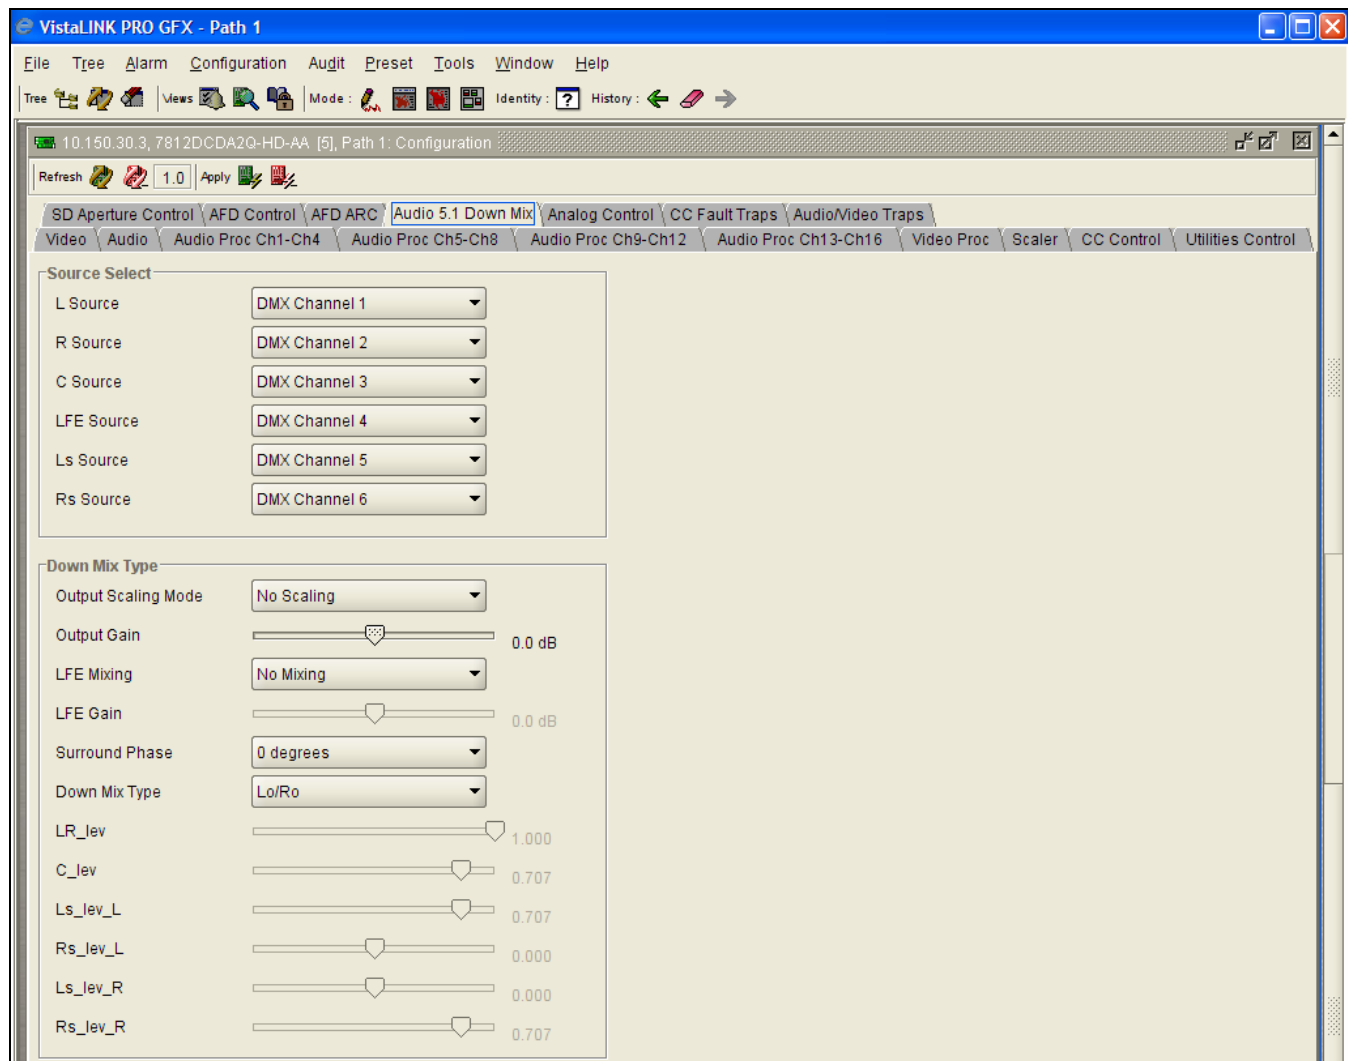 VistaLINK PRO GFX - Path 1
File Tree Alarm Configuration Audit Preset Tools Window Help
Tree Views Mode : Identity : ? History :
10.150.30.3, 7812DCDA2Q-HD-AA [5], Path 1: Configuration
Refresh 1.0 Apply
SD Aperture Control AFD Control AFD ARC Audio 5.1 Down Mix Analog Control CC Fault Traps Audio/Video Traps
Video Audio Audio Proc Ch1-Ch4 Audio Proc Ch5-Ch8 Audio Proc Ch9-Ch12 Audio Proc Ch13-Ch16 Video Proc Scaler CC Control Utilities Control
Source Select
L Source DMX Channel 1
R Source DMX Channel 2
C Source DMX Channel 3
LFE Source DMX Channel 4
Ls Source DMX Channel 5
Rs Source DMX Channel 6
Down Mix Type
Output Scaling Mode No Scaling
Output Gain 0.0 dB
LFE Mixing No Mixing
LFE Gain 0.0 dB
Surround Phase 0 degrees
Down Mix Type Lo/Ro
LR_lev 1.000
C_lev 0.707
Ls_lev_L 0.707
Rs_lev_L 0.000
Ls_lev_R 0.000
Rs_lev_R 0.707